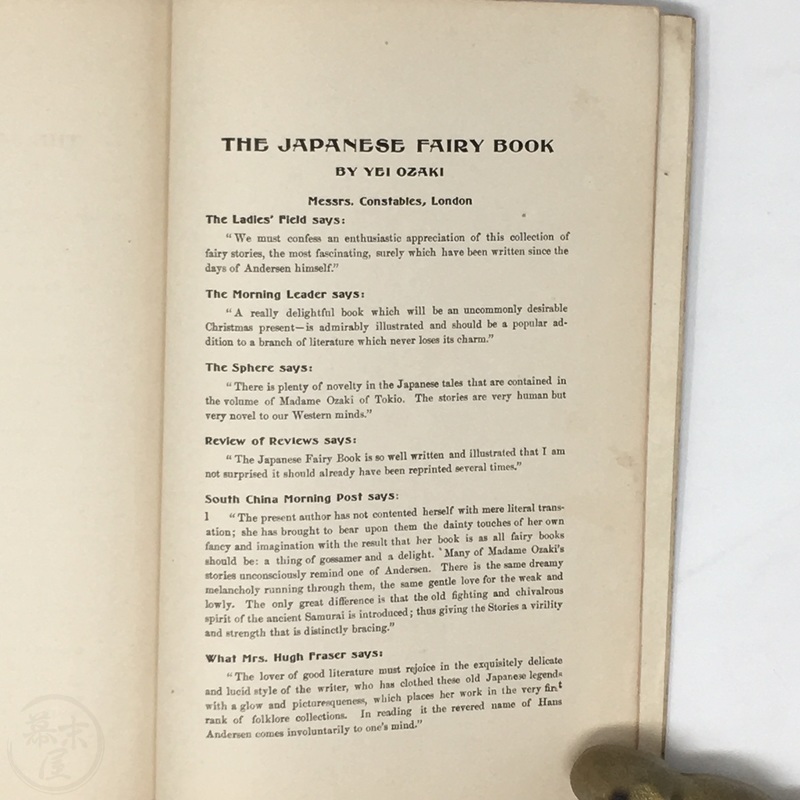 THE JAPANESE FAIRY BOOK
BY YEI OZAKI
Messrs. Constables, London
The Ladies' Field says:
"We must confess an enthusiastic appreciation of this collection of
fairy stories, the most fascinating, surely which have been written since the
days of Andersen himself."
The Morning Leader says:
"A really delightful book which will be an uncommonly desirable
Christmas present—is admirably illustrated and should be a popular ad-
dition to a branch of literature which never loses its charm."
The Sphere says:
"There is plenty of novelty in the Japanese tales that are contained in
the volume of Madame Ozaki of Tokio. The stories are very human but
very novel to our Western minds."
Review of Reviews says:
"The Japanese Fairy Book is so well written and illustrated that I am
not surprised it should already have been reprinted several times."
South China Morning Post says:
1 "The present author has not contented herself with mere literal trans-
ation; she has brought to bear upon them the dainty touches of her own
fancy and imagination with the result that her book is as all fairy books
should be: a thing of gossamer and a delight. 'Many of Madame Ozaki's
stories unconsciously remind one of Andersen. There is the same dreamy
melancholy running through them, the same gentle love for the weak and
lowly. The only great difference is that the old fighting and chivalrous
spirit of the ancient Samurai is introduced; thus giving the Stories a virility
and strength that is distinctly bracing."
What Mrs. Hugh Fraser says:
"The lover of good literature must rejoice in the exquisitely delicate
and lucid style of the writer, who has clothed these old Japanese legends
with a glow and picturesqueness, which places her work in the very first
rank of folklore collections. In reading it the revered name of Hans
Andersen comes involuntarily to one's mind."